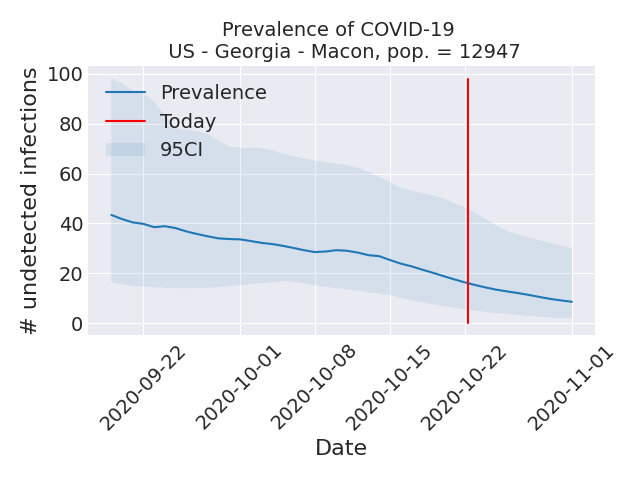 Prevalence of COVID-19
US - Georgia - Macon, pop. = 12947
# undetected infections
100
80
60
40
20
0
Prevalence
Today
95CI
2020-09-22
2020-10-01
2020-10-08
2020-10-15
2020-10-22
2020-11-01
Date